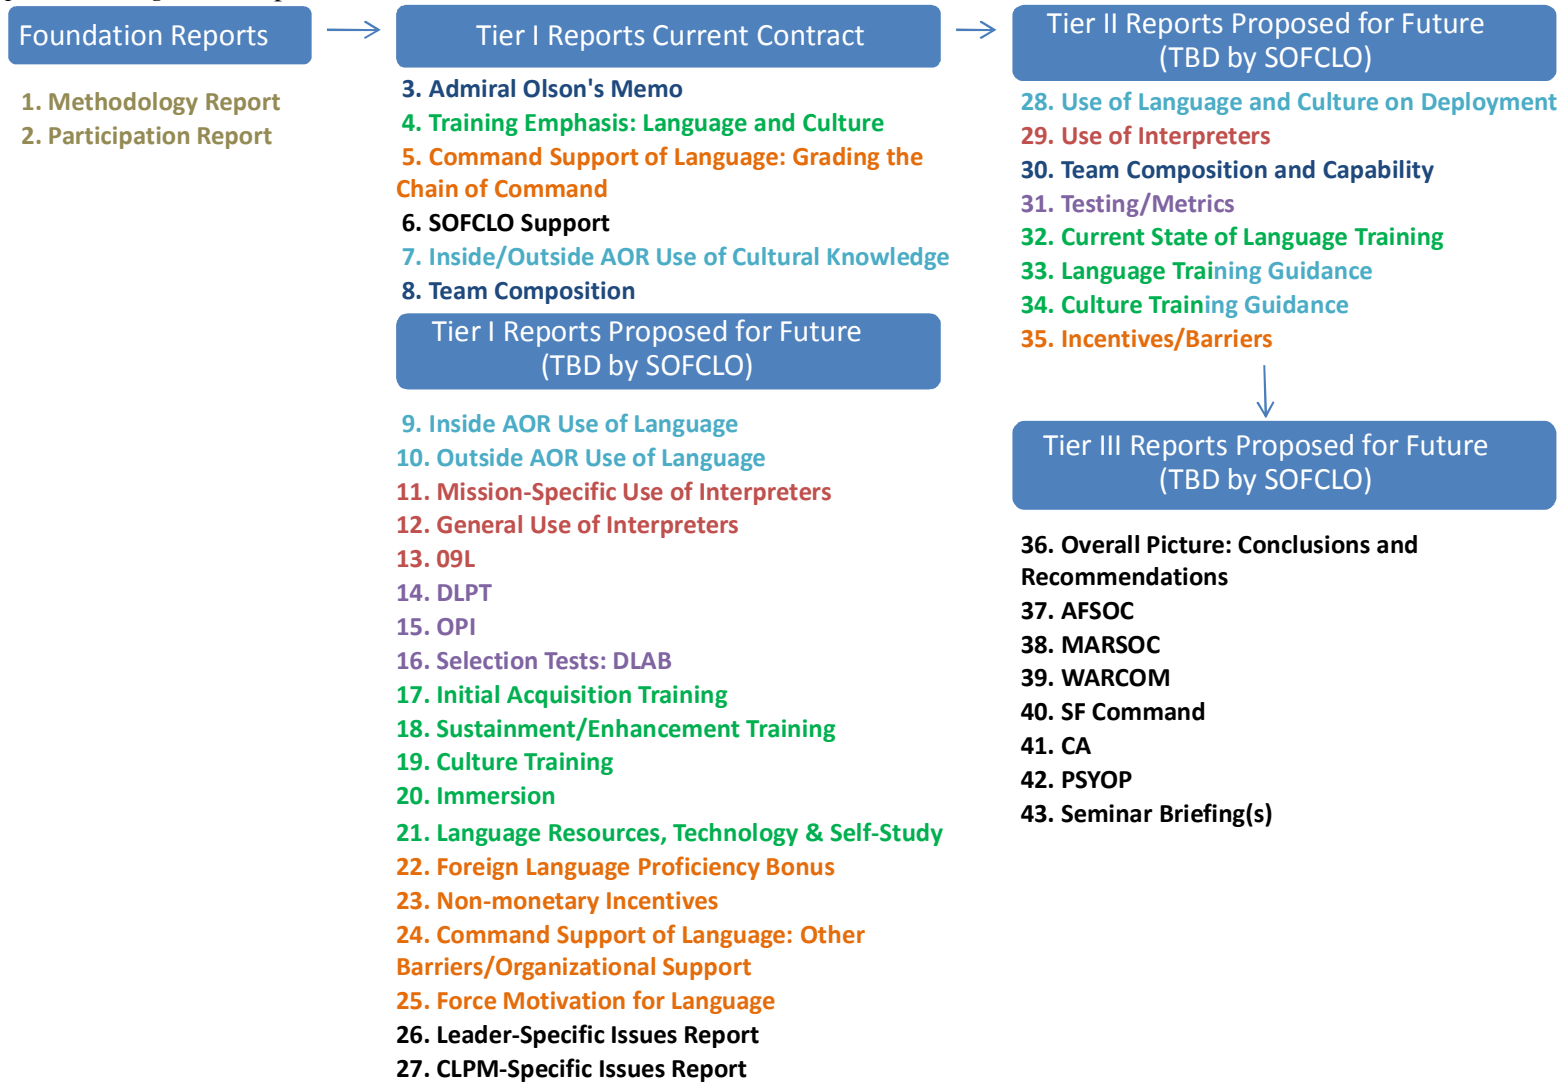 Foundation Reports
1. Methodology Report
2. Participation Report
Tier I Reports Current Contract
3. Admiral Olson's Memo
4. Training Emphasis: Language and Culture
5. Command Support of Language: Grading the
Chain of Command
6. SOFCLO Support
7. Inside/Outside AOR Use of Cultural Knowledge
8. Team Composition
Tier I Reports Proposed for Future
(TBD by SOFCLO)
9. Inside AOR Use of Language
10. Outside AOR Use of Language
11. Mission-Specific Use of Interpreters
12. General Use of Interpreters
13. 09L
14. DLPT
15. OPI
16. Selection Tests: DLAB
17. Initial Acquisition Training
18. Sustainment/Enhancement Training
19. Culture Training
20. Immersion
21. Language Resources, Technology & Self-Study
22. Foreign Language Proficiency Bonus
23. Non-monetary Incentives
24. Command Support of Language: Other
Barriers/Organizational Support
25. Force Motivation for Language
26. Leader-Specific Issues Report
27. CLPM-Specific Issues Report
Tier II Reports Proposed for Future
(TBD by SOFCLO)
28. Use of Language and Culture on Deployment
29. Use of Interpreters
30. Team Composition and Capability
31. Testing/Metrics
32. Current State of Language Training
33. Language Training Guidance
34. Culture Training Guidance
35. Incentives/Barriers
Tier III Reports Proposed for Future
(TBD by SOFCLO)
36. Overall Picture: Conclusions and
Recommendations
37. AFSOC
38. MARSOC
39. WARCOM
40. SF Command
41. CA
42. PSYOP
43. Seminar Briefing(s)